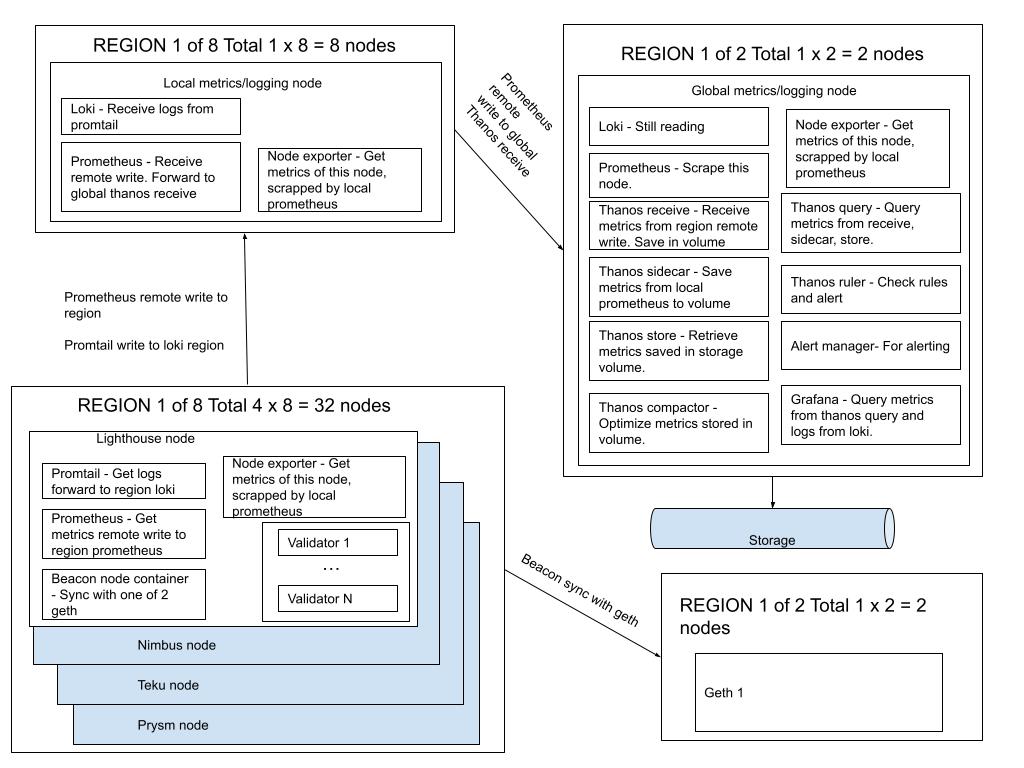 REGION 1 of 8 Total 1 x 8 = 8 nodes
Local metrics/logging node
Loki - Receive logs from
promtail
Prometheus - Receive
remote write. Forward to
global thanos receive
Node exporter - Get
metrics of this node,
scrapped by local
prometheus
Prometheus
remote
write to global
Thanos receive
REGION 1 of 2 Total 1 x 2 = 2 nodes
Global metrics/logging node
Loki - Still reading
Node exporter - Get
metrics of this node,
scrapped by local
prometheus
Prometheus - Scrape this
node.
Thanos receive - Receive
metrics from region remote
write. Save in volume
Thanos query - Query
metrics from receive,
sidecar, store.
Thanos sidecar - Save
metrics from local
prometheus to volume
Thanos ruler - Check rules
and alert
Thanos store - Retrieve
metrics saved in storage
volume.
Alert manager- For alerting
Thanos compactor -
Optimize metrics stored in
volume.
Grafana - Query metrics
from thanos query and
logs from loki.
Prometheus remote write to
region
Promtail write to loki region
REGION 1 of 8 Total 4 x 8 = 32 nodes
Lighthouse node
Promtail - Get logs
forward to region loki
Node exporter - Get
metrics of this node,
scrapped by local
prometheus
Prometheus - Get
metrics remote write to
region prometheus
Beacon node container
- Sync with one of 2
geth
Validator 1
...
Validator N
Nimbus node
Teku node
Prysm node
Beacon sync with geth
Storage
REGION 1 of 2 Total 1 x 2 = 2
nodes
Geth 1